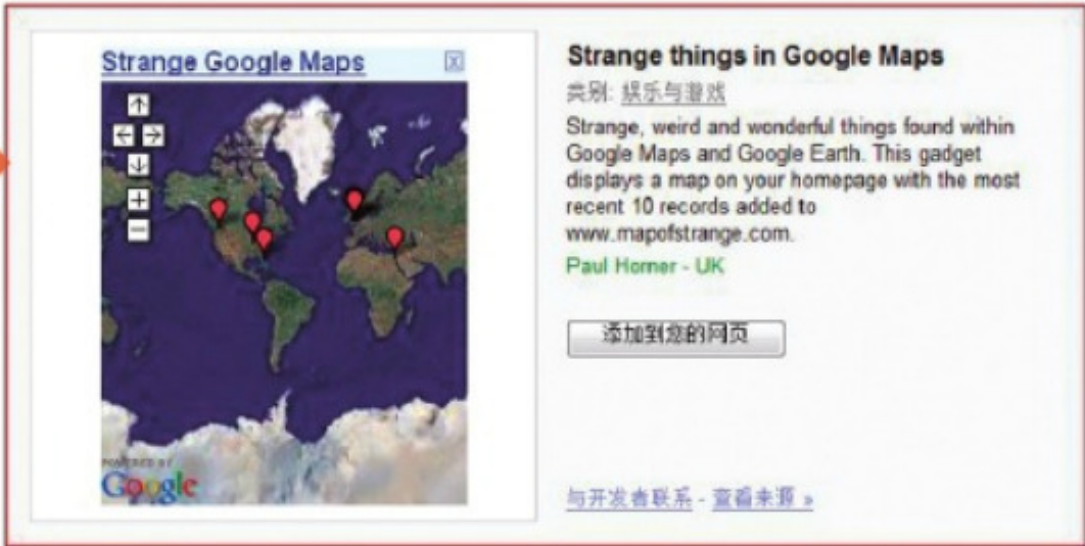 Strange Google Maps
POWERED BY
Google
Strange things in Google Maps
类别: 娱乐与游戏
Strange, weird and wonderful things found within
Google Maps and Google Earth. This gadget
displays a map on your homepage with the most
recent 10 records added to
www.mapofstrange.com.
Paul Horner - UK
添加到您的网页
与开发者联系 - 查看来源 »